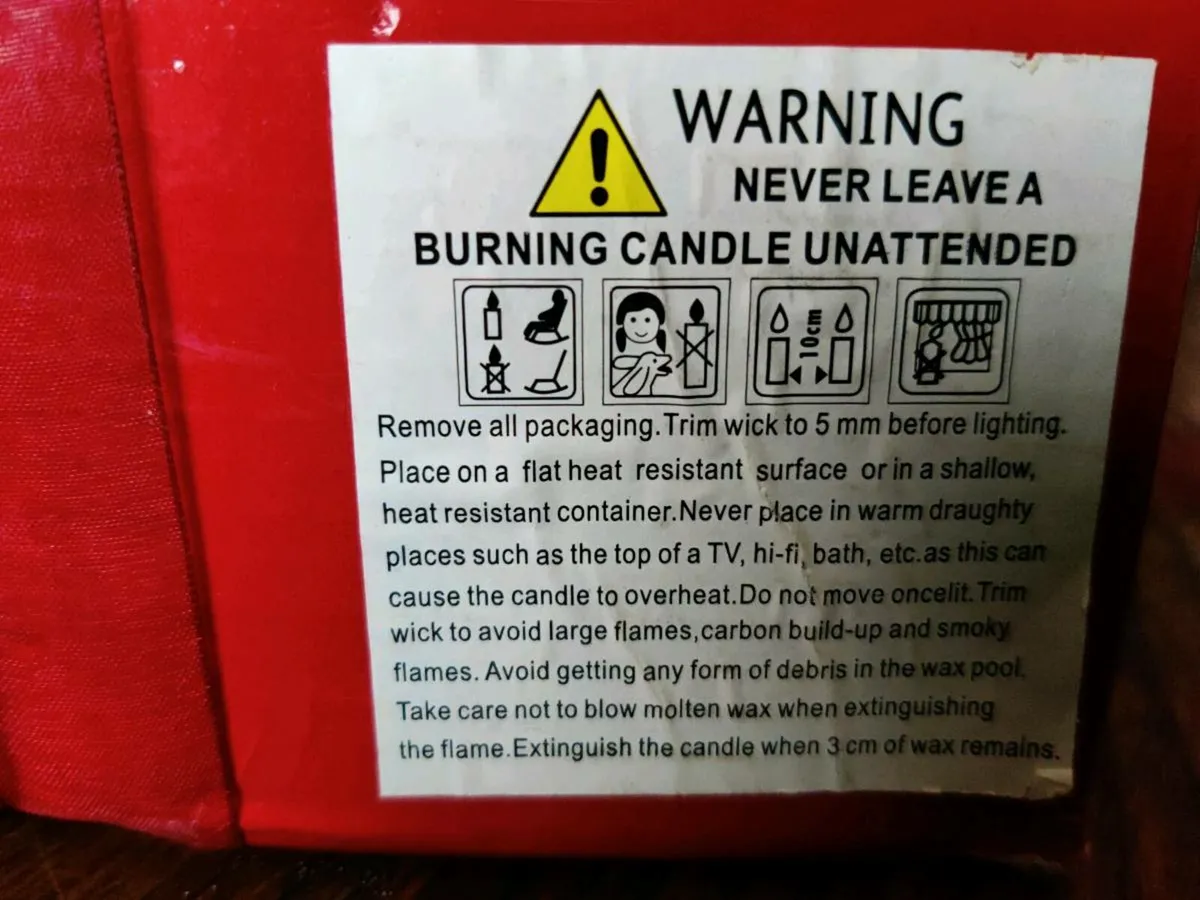 WARNING
NEVER LEAVE A
BURNING CANDLE UNATTENDED
10cm
Remove all packaging.Trim wick to 5 mm before lighting.
Place on a flat heat resistant surface or in a shallow,
heat resistant container.Never place in warm draughty
places such as the top of a TV, hi-fi, bath, etc.as this can
cause the candle to overheat.Do not move oncelit.Trim
wick to avoid large flames,carbon build-up and smoky
flames. Avoid getting any form of debris in the wax pool.
Take care not to blow molten wax when extinguishing
the flame.Extinguish the candle when 3 cm of wax remains.